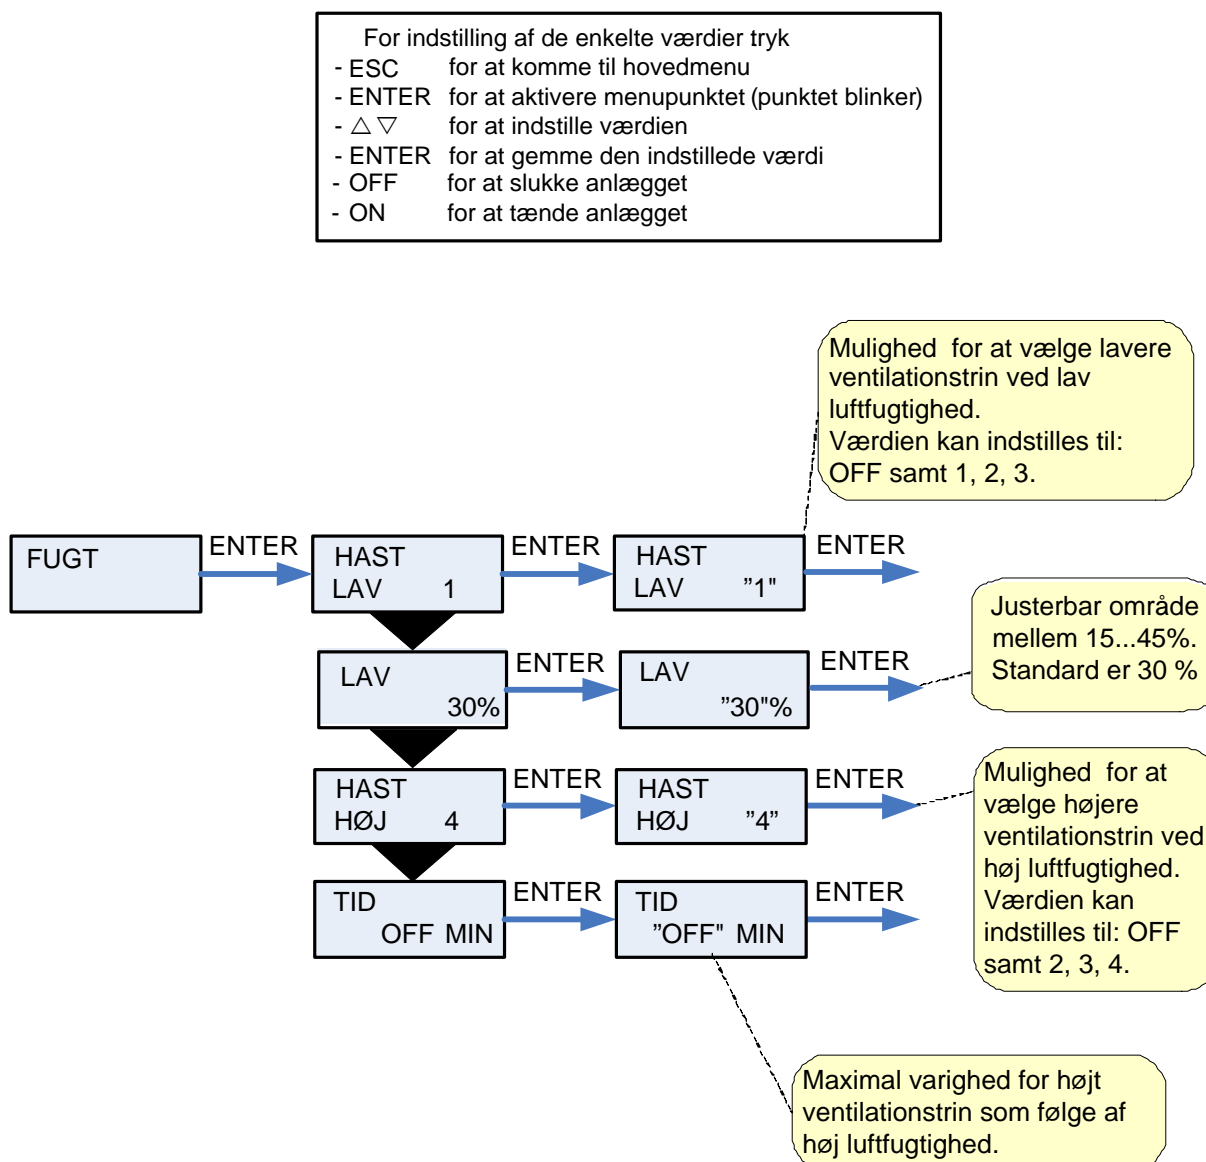 For indstilling af de enkelte værdier tryk
- ESC for at komme til hovedmenu
- ENTER for at aktivere menupunktet (punktet blinker)
- △ ▽ for at indstille værdien
- ENTER for at gemme den indstillede værdi
- OFF for at slukke anlægget
- ON for at tænde anlægget
Mulighed for at vælge lavere
ventilationstrin ved lav
luftfugtighed.
Værdien kan indstilles til:
OFF samt 1, 2, 3.
FUGT
ENTER
HAST
LAV 1
ENTER
HAST
LAV ”1"
ENTER
LAV
30%
ENTER
LAV
”30"%
ENTER
Justerbar område
mellem 15...45%.
Standard er 30 %
HAST
HØJ 4
ENTER
HAST
HØJ ”4”
ENTER
Mulighed for at
vælge højere
ventilationstrin ved
høj luftfugtighed.
Værdien kan
indstilles til: OFF
samt 2, 3, 4.
TID
OFF MIN
ENTER
TID
”OFF" MIN
ENTER
Maximal varighed for højt
ventilationstrin som følge af
høj luftfugtighed.